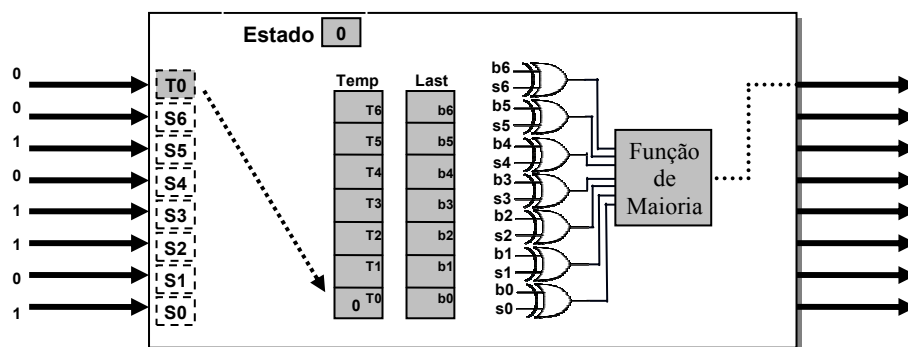 Estado 0
0
0
1
0
1
1
0
1
T0
S6
S5
S4
S3
S2
S1
S0
Temp
T6
T5
T4
T3
T2
T1
0 T0
Last
b6
b5
b4
b3
b2
b1
b0
b6
s6
b5
s5
b4
s4
b3
s3
b2
s2
b1
s1
b0
s0
Função
de
Maioria